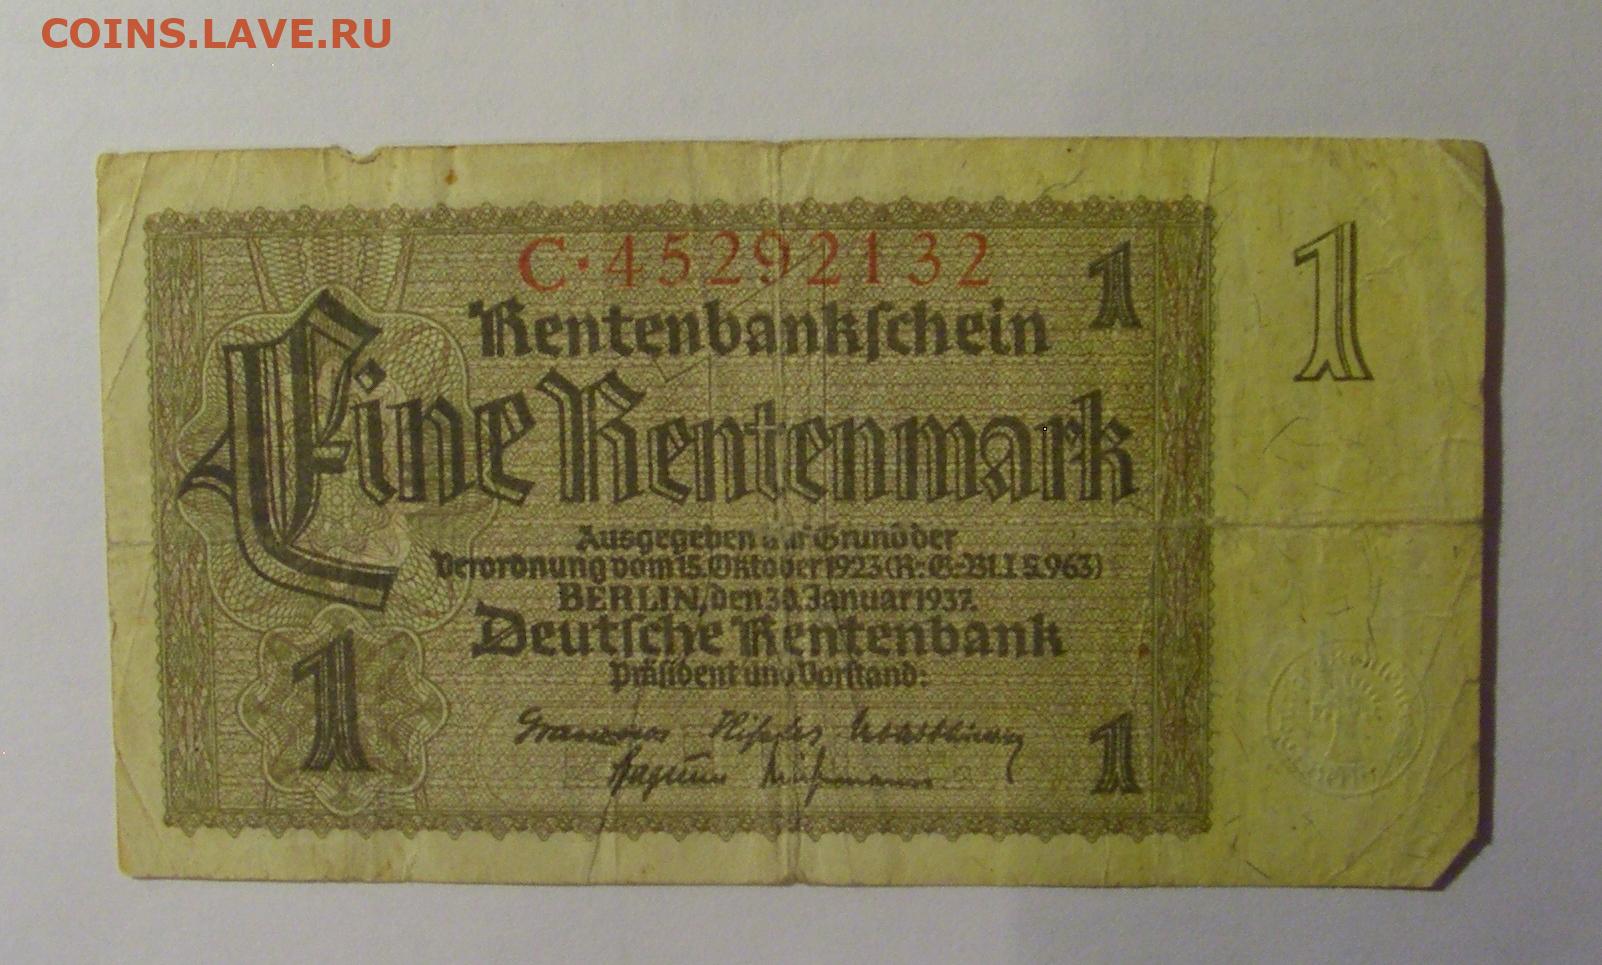 COINS.LAVE.RU
C·45292132
Rentenbankſchein
1
1
Eine Rentenmark
Ausgegeben auf Grund der
Verordnung vom 15. Oktober 1923 (R.-G.-Bl. I S. 963)
BERLIN, den 30. Januar 1937.
Deutſche Rentenbank
Präſident und Vorſtand:
1
1